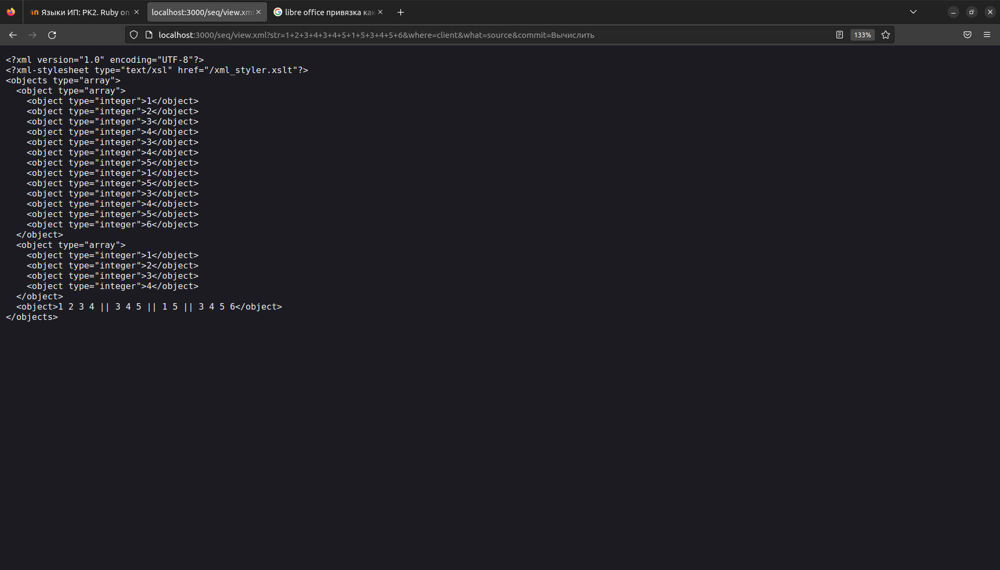 Языки ИП: РК2. Ruby on
localhost:3000/seq/view.xm
libre office привязка как
localhost:3000/seq/view.xml?str=1+2+3+4+3+4+5+1+5+3+4+5+6&where=client&what=source&commit=Вычислить
133%
<?xml version="1.0" encoding="UTF-8"?>
<?xml-stylesheet type="text/xsl" href="/xml_styler.xslt"?>
<objects type="array">
  <object type="array">
    <object type="integer">1</object>
    <object type="integer">2</object>
    <object type="integer">3</object>
    <object type="integer">4</object>
    <object type="integer">3</object>
    <object type="integer">4</object>
    <object type="integer">5</object>
    <object type="integer">1</object>
    <object type="integer">5</object>
    <object type="integer">3</object>
    <object type="integer">4</object>
    <object type="integer">5</object>
    <object type="integer">6</object>
  </object>
  <object type="array">
    <object type="integer">1</object>
    <object type="integer">2</object>
    <object type="integer">3</object>
    <object type="integer">4</object>
  </object>
  <object>1 2 3 4 || 3 4 5 || 1 5 || 3 4 5 6</object>
</objects>